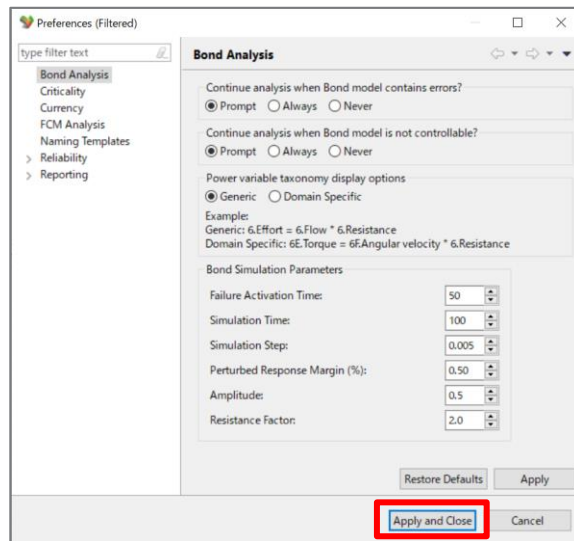 Preferences (Filtered)
type filter text
Bond Analysis
Criticality
Currency
FCM Analysis
Naming Templates
Reliability
Reporting
Bond Analysis
Continue analysis when Bond model contains errors?
Prompt Always Never
Continue analysis when Bond model is not controllable?
Prompt Always Never
Power variable taxonomy display options
Generic Domain Specific
Example:
Generic: 6.Effort = 6.Flow * 6.Resistance
Domain Specific: 6E.Torque = 6F.Angular velocity * 6.Resistance
Bond Simulation Parameters
Failure Activation Time: 50
Simulation Time: 100
Simulation Step: 0.005
Perturbed Response Margin (%): 0.50
Amplitude: 0.5
Resistance Factor: 2.0
Restore Defaults Apply
Apply and Close Cancel